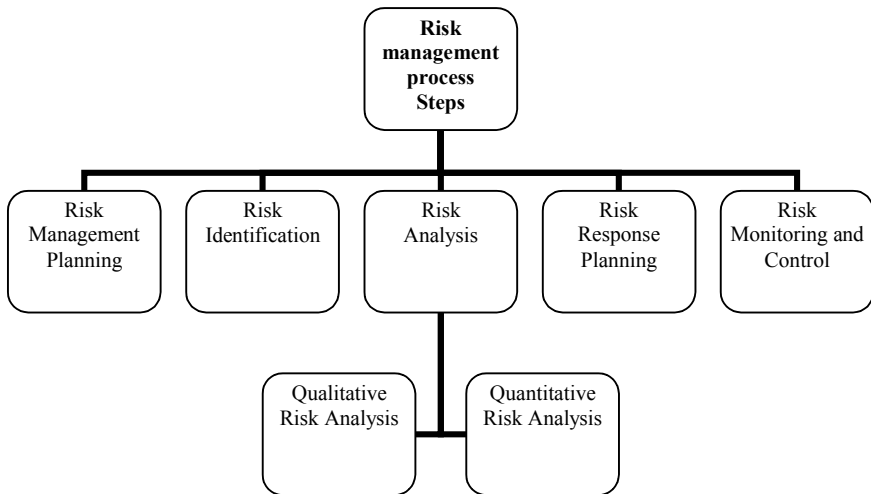 Risk
management
process
Steps
Risk
Management
Planning
Risk
Identification
Risk
Analysis
Risk
Response
Planning
Risk
Monitoring and
Control
Qualitative
Risk Analysis
Quantitative
Risk Analysis